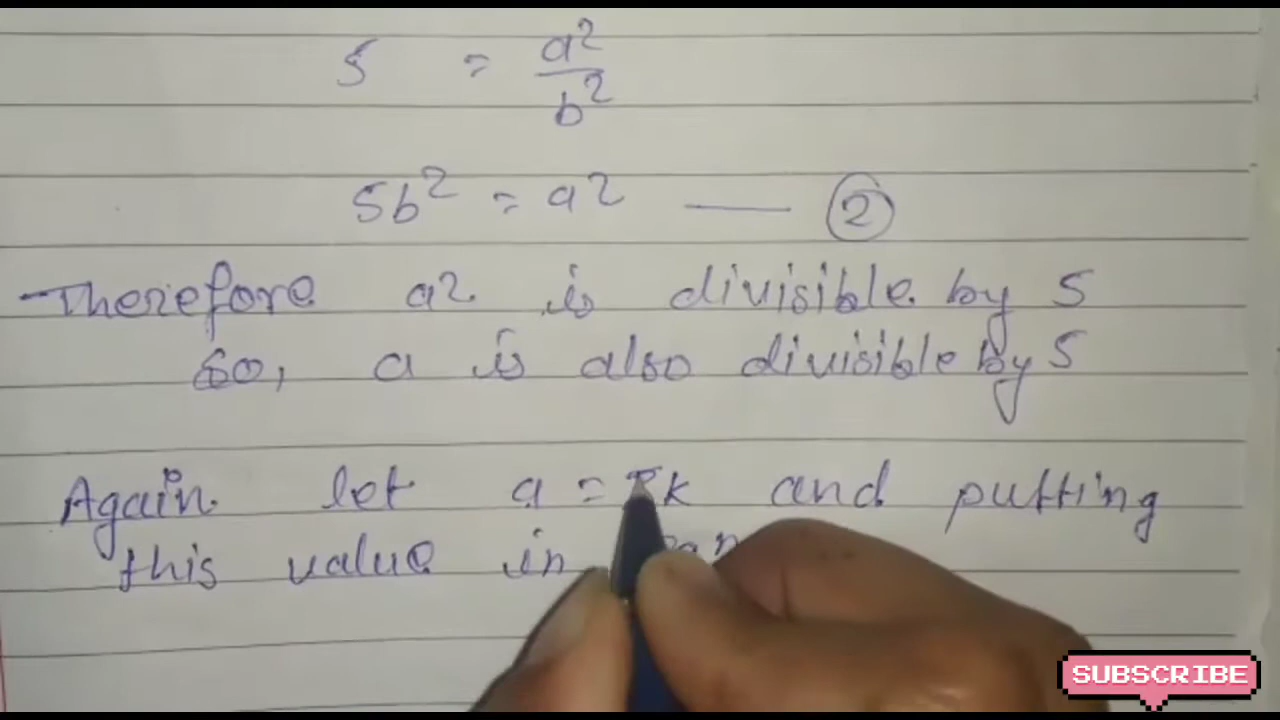 5 = a²/b²
5b² = a² — ②
Therefore a2 is divisible by 5
So, a is also divisible by 5
Again let a = 5k and putting
this value in
SUBSCRIBE